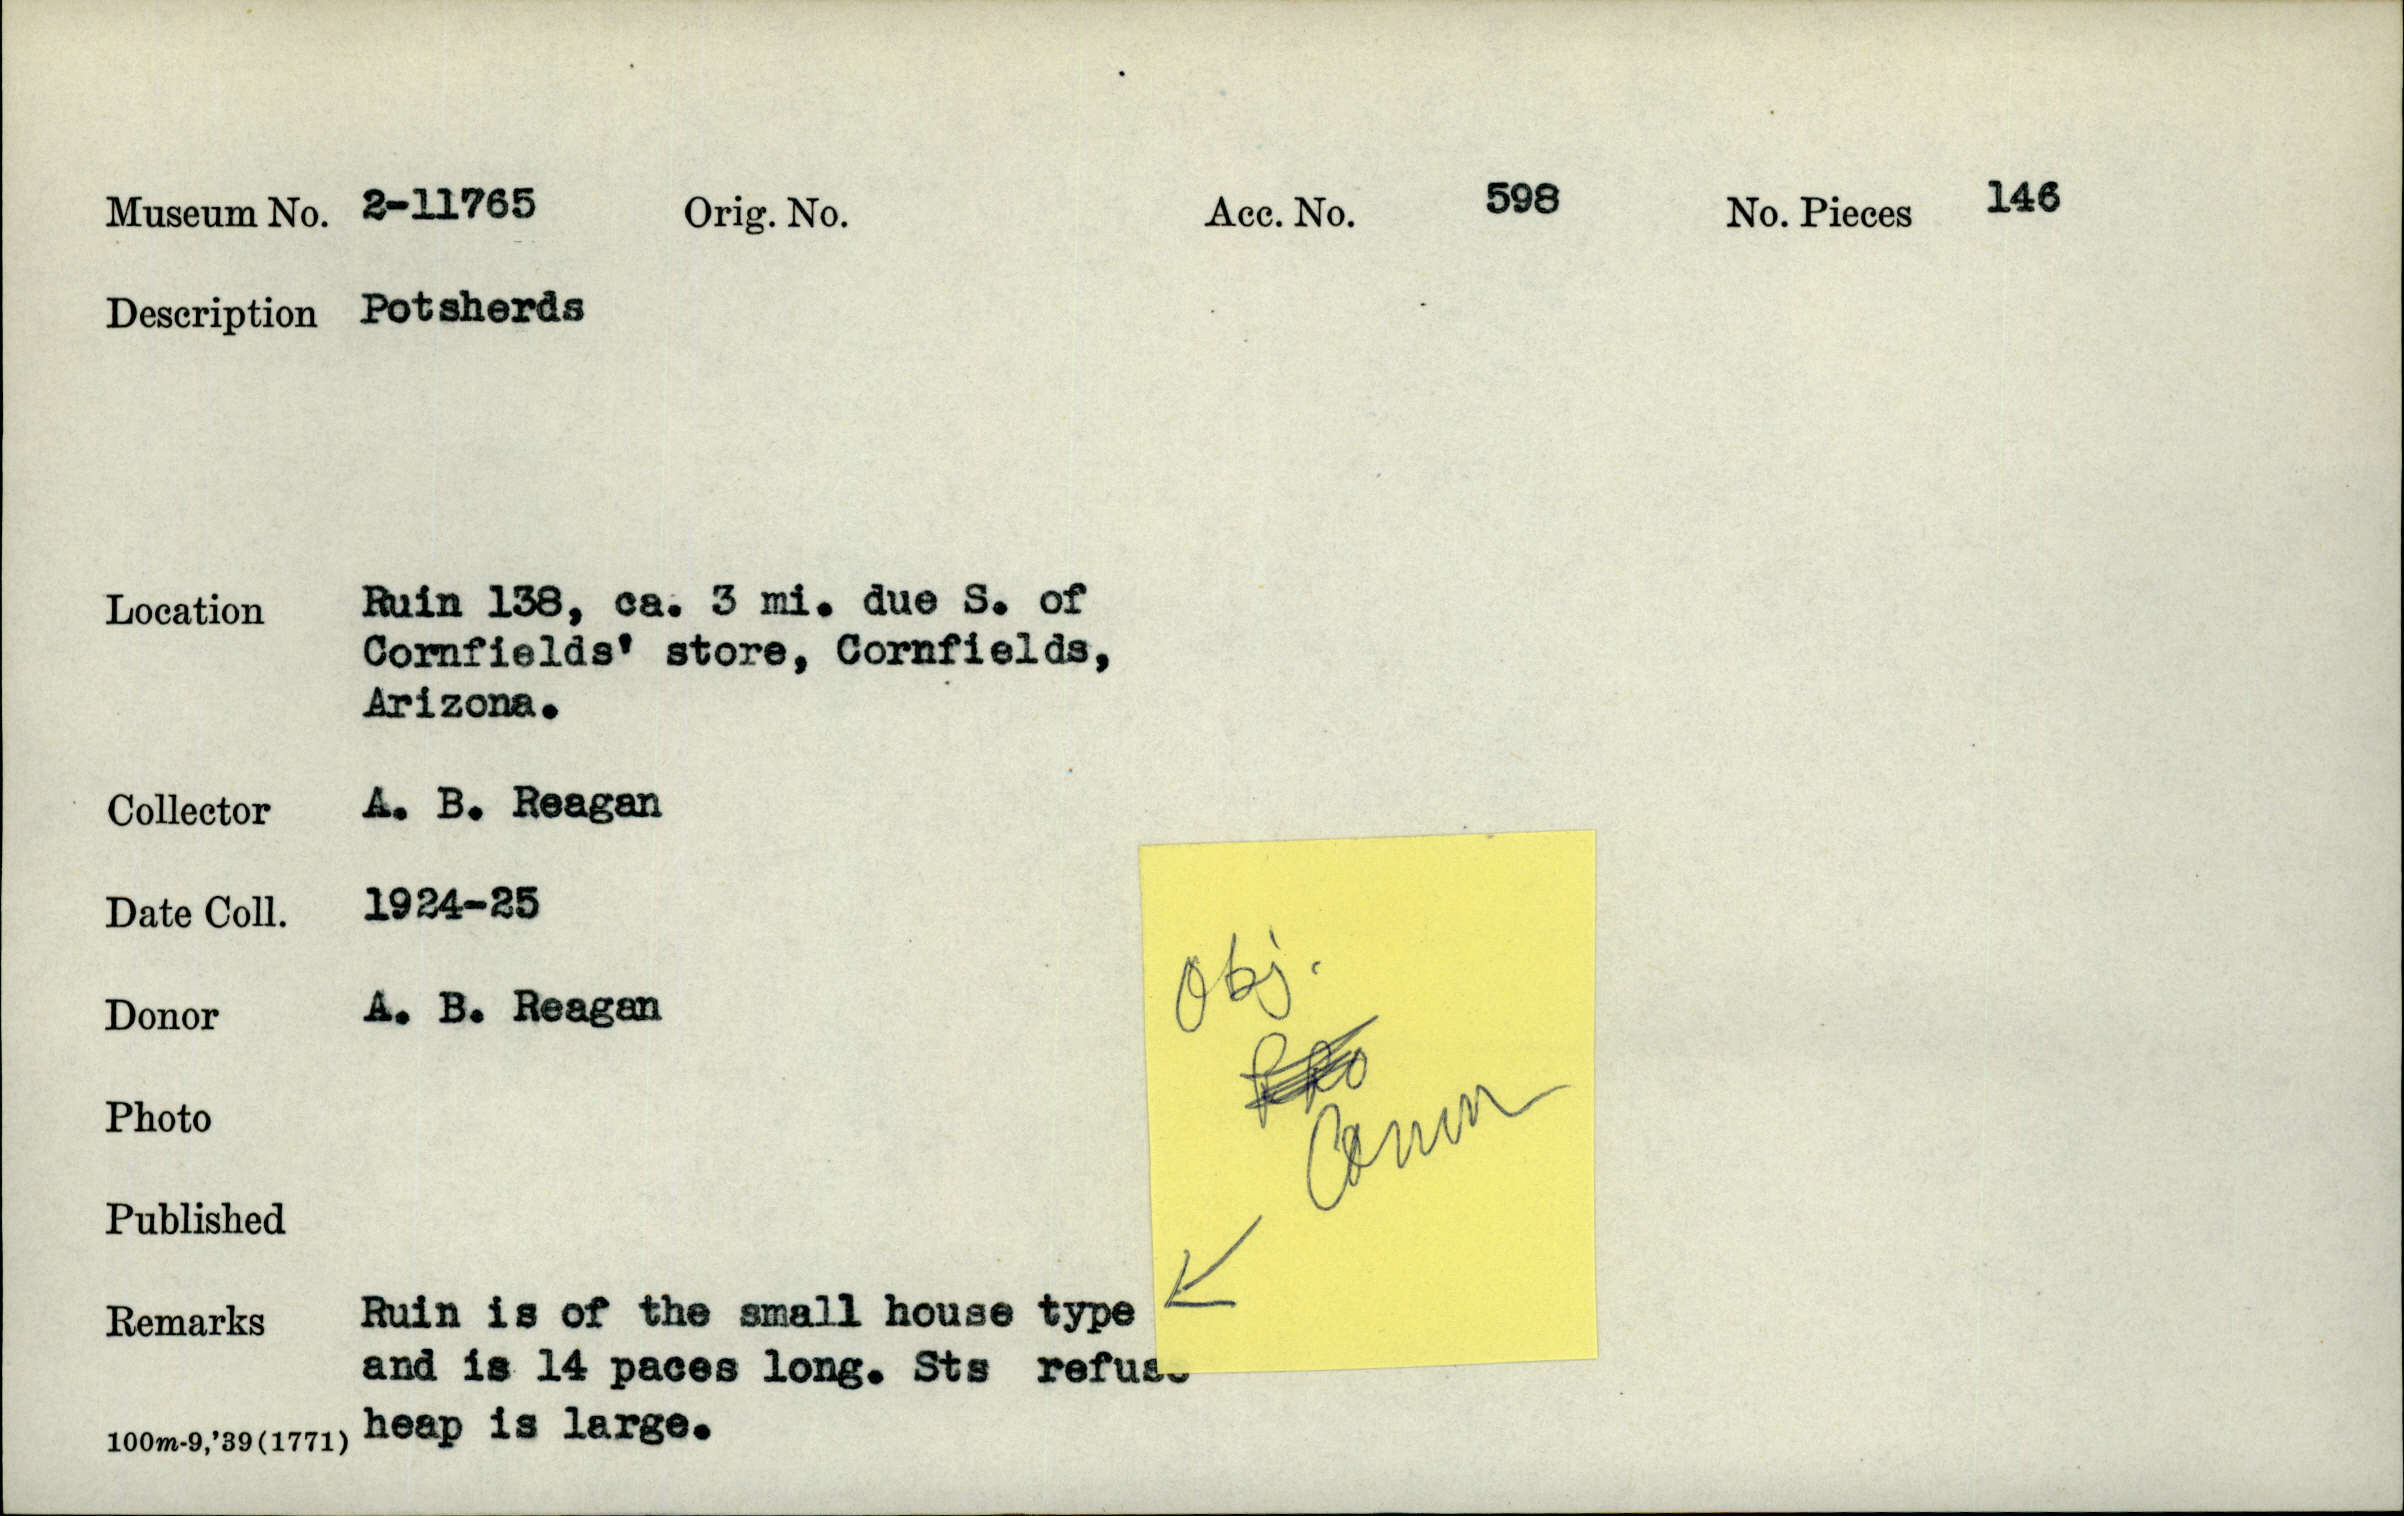 Museum No. 2-11765 Orig. No. Acc. No. 598 No. Pieces 146
Description Potsherds
Location Ruin 138, ca. 3 mi. due S. of
Cornfields' store, Cornfields,
Arizona.
Collector A. B. Reagan
Date Coll. 1924-25
Donor A. B. Reagan
Photo
Published
Remarks Ruin is of the small house type
and is 14 paces long. Sts refuse
heap is large.
100m-9,'39(1771)
Obj.
Comm